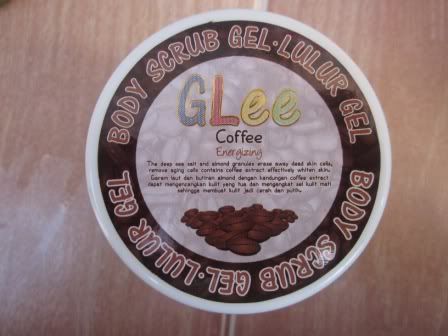 BODY SCRUB GEL·LULUR GEL
GLee
Coffee
Energizing
The deep sea salt and almond granules erase away dead skin cells,
remove aging cells contains coffee extract effectively whiten skin.
Garam laut dan butiran almond dengan kandungan coffee extract
dapat mengencangkan kulit yang tua dan mengangkat sel kulit mati
sehingga membuat kulit jadi cerah dan putih.
BODY SCRUB GEL·LULUR GEL